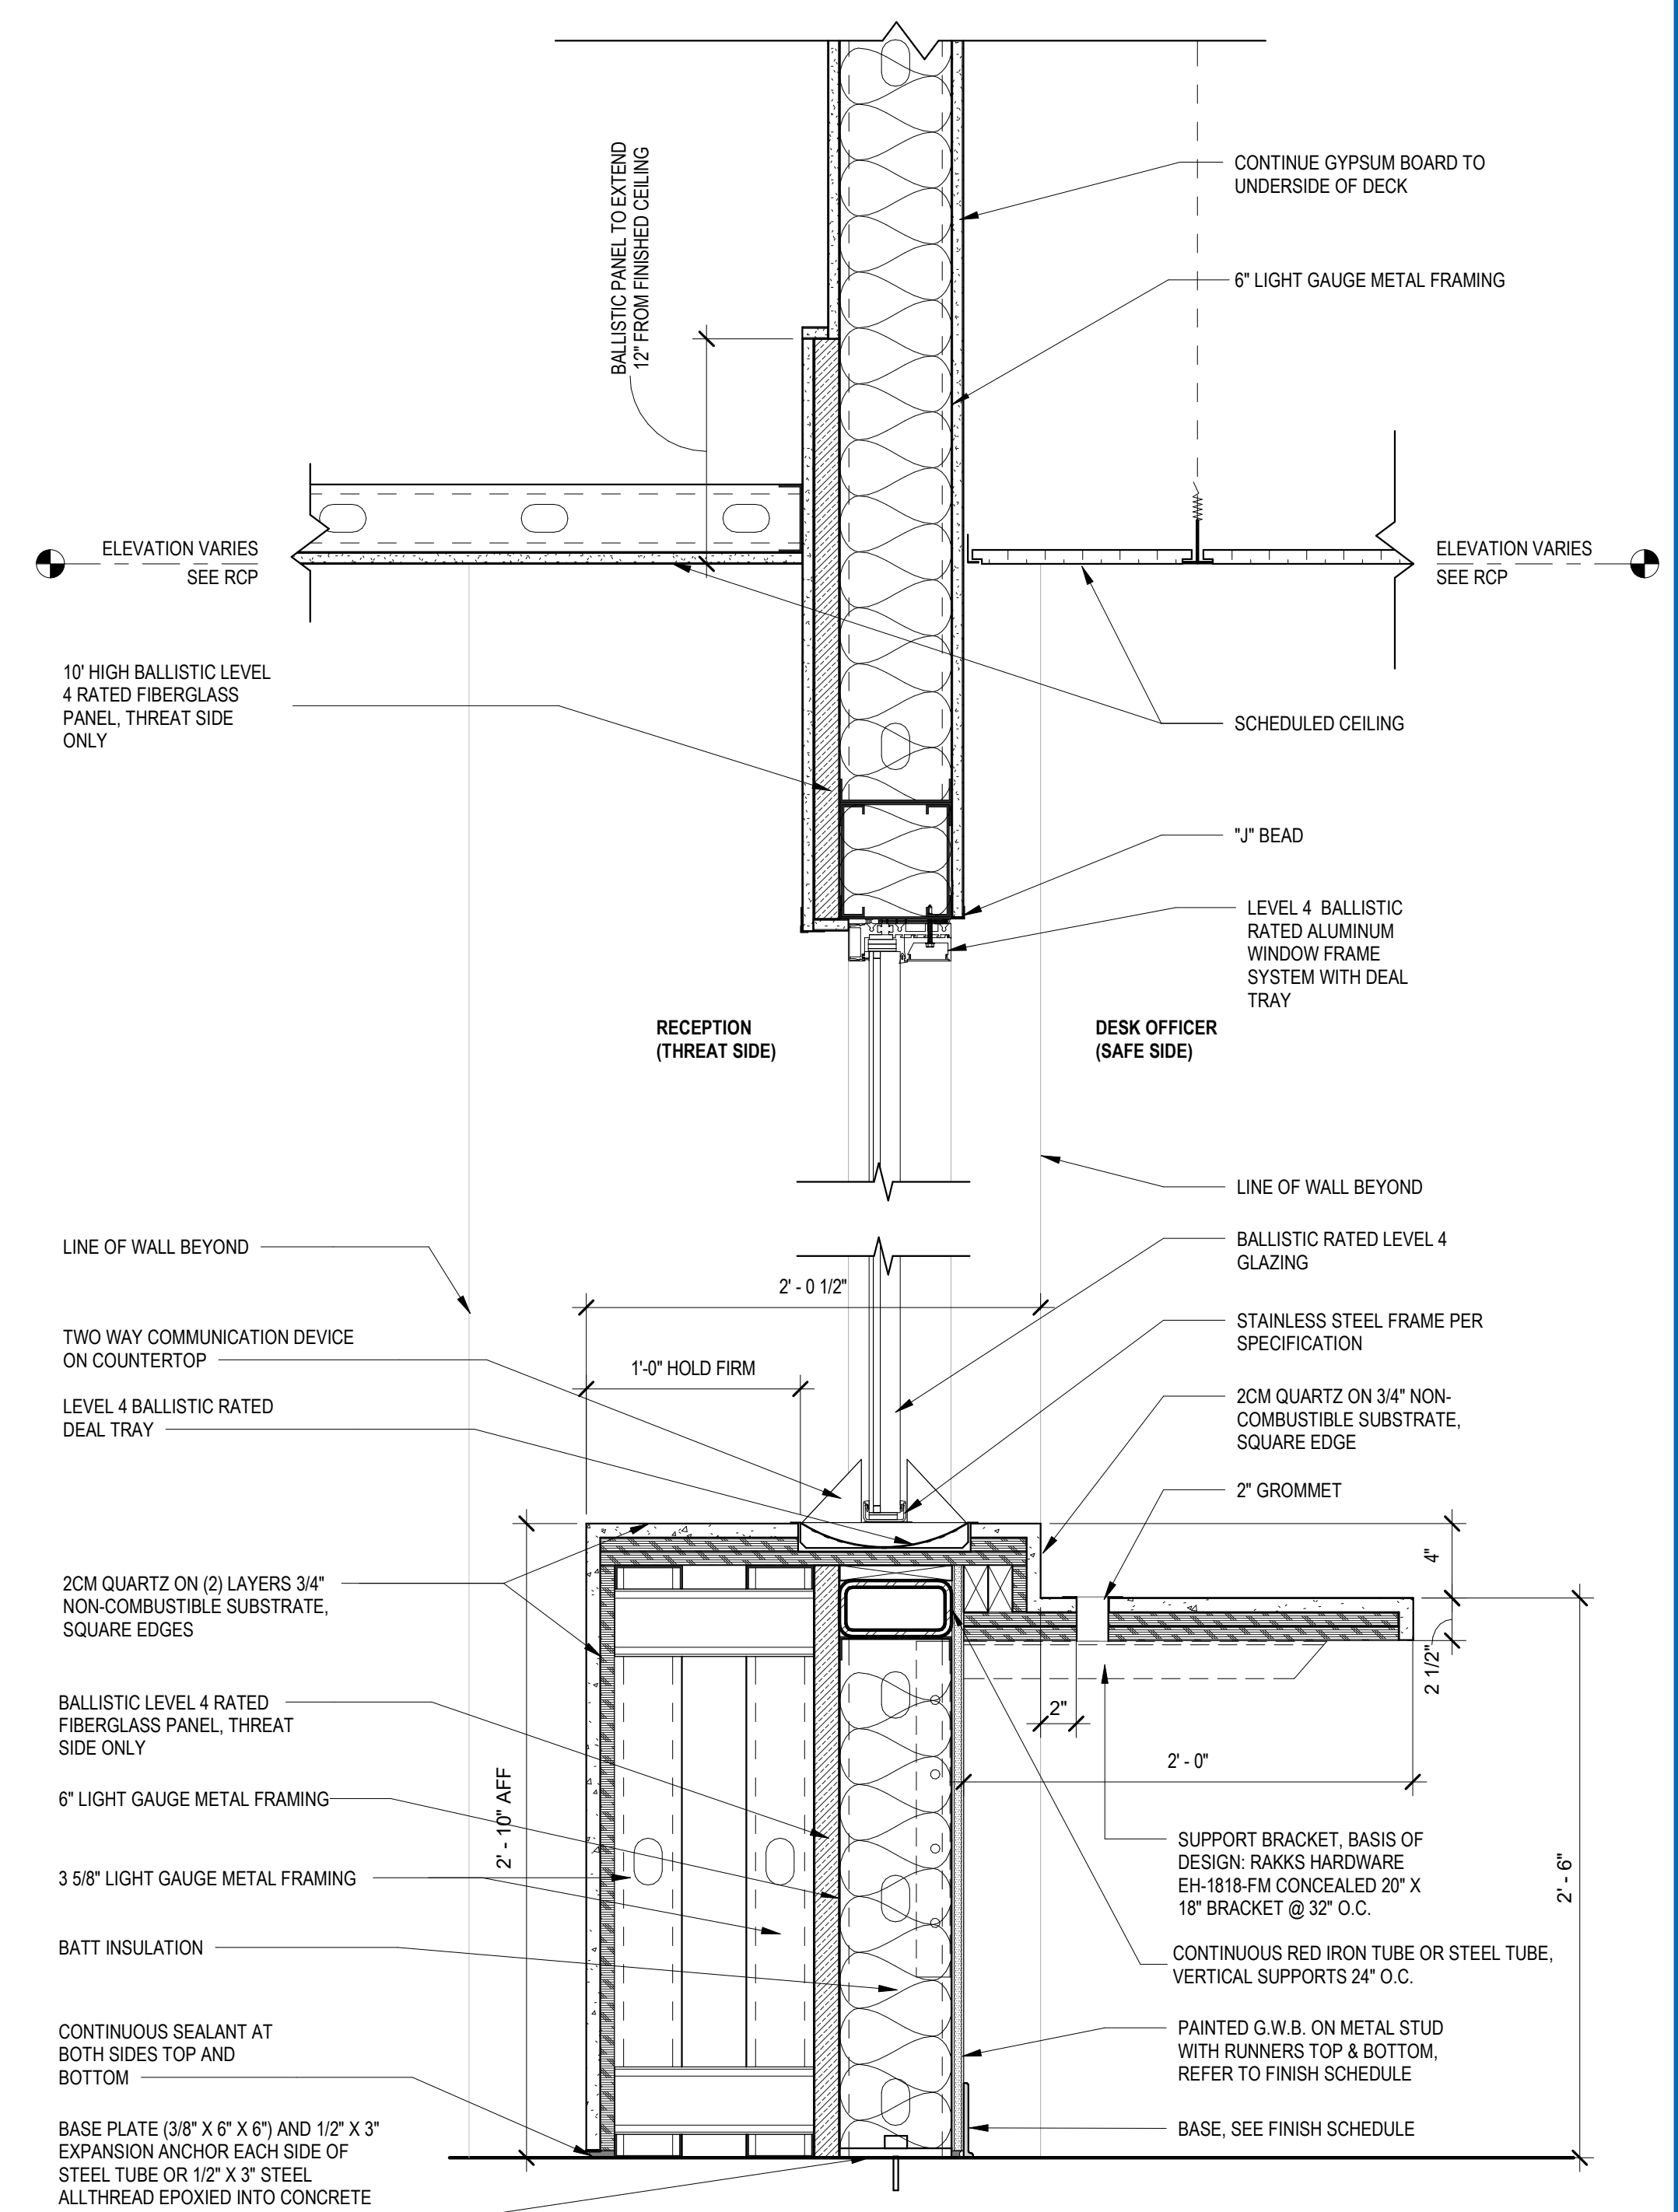 BALLISTIC PANEL TO EXTEND
12" FROM FINISHED CEILING
CONTINUE GYPSUM BOARD TO
UNDERSIDE OF DECK
6" LIGHT GAUGE METAL FRAMING
ELEVATION VARIES
SEE RCP
ELEVATION VARIES
SEE RCP
10' HIGH BALLISTIC LEVEL
4 RATED FIBERGLASS
PANEL, THREAT SIDE
ONLY
SCHEDULED CEILING
"J" BEAD
LEVEL 4 BALLISTIC
RATED ALUMINUM
WINDOW FRAME
SYSTEM WITH DEAL
TRAY
RECEPTION
(THREAT SIDE)
DESK OFFICER
(SAFE SIDE)
LINE OF WALL BEYOND
LINE OF WALL BEYOND
BALLISTIC RATED LEVEL 4
GLAZING
2' - 0 1/2"
STAINLESS STEEL FRAME PER
SPECIFICATION
TWO WAY COMMUNICATION DEVICE
ON COUNTERTOP
1'-0" HOLD FIRM
LEVEL 4 BALLISTIC RATED
DEAL TRAY
2CM QUARTZ ON 3/4" NON-
COMBUSTIBLE SUBSTRATE,
SQUARE EDGE
2" GROMMET
4"
2CM QUARTZ ON (2) LAYERS 3/4"
NON-COMBUSTIBLE SUBSTRATE,
SQUARE EDGES
2 1/2"
BALLISTIC LEVEL 4 RATED
FIBERGLASS PANEL, THREAT
SIDE ONLY
2"
2' - 0"
6" LIGHT GAUGE METAL FRAMING
2' - 10" AFF
SUPPORT BRACKET, BASIS OF
DESIGN: RAKKS HARDWARE
EH-1818-FM CONCEALED 20" X
18" BRACKET @ 32" O.C.
2' - 6"
3 5/8" LIGHT GAUGE METAL FRAMING
BATT INSULATION
CONTINUOUS RED IRON TUBE OR STEEL TUBE,
VERTICAL SUPPORTS 24" O.C.
CONTINUOUS SEALANT AT
BOTH SIDES TOP AND
BOTTOM
PAINTED G.W.B. ON METAL STUD
WITH RUNNERS TOP & BOTTOM,
REFER TO FINISH SCHEDULE
BASE, SEE FINISH SCHEDULE
BASE PLATE (3/8" X 6" X 6") AND 1/2" X 3"
EXPANSION ANCHOR EACH SIDE OF
STEEL TUBE OR 1/2" X 3" STEEL
ALLTHREAD EPOXIED INTO CONCRETE